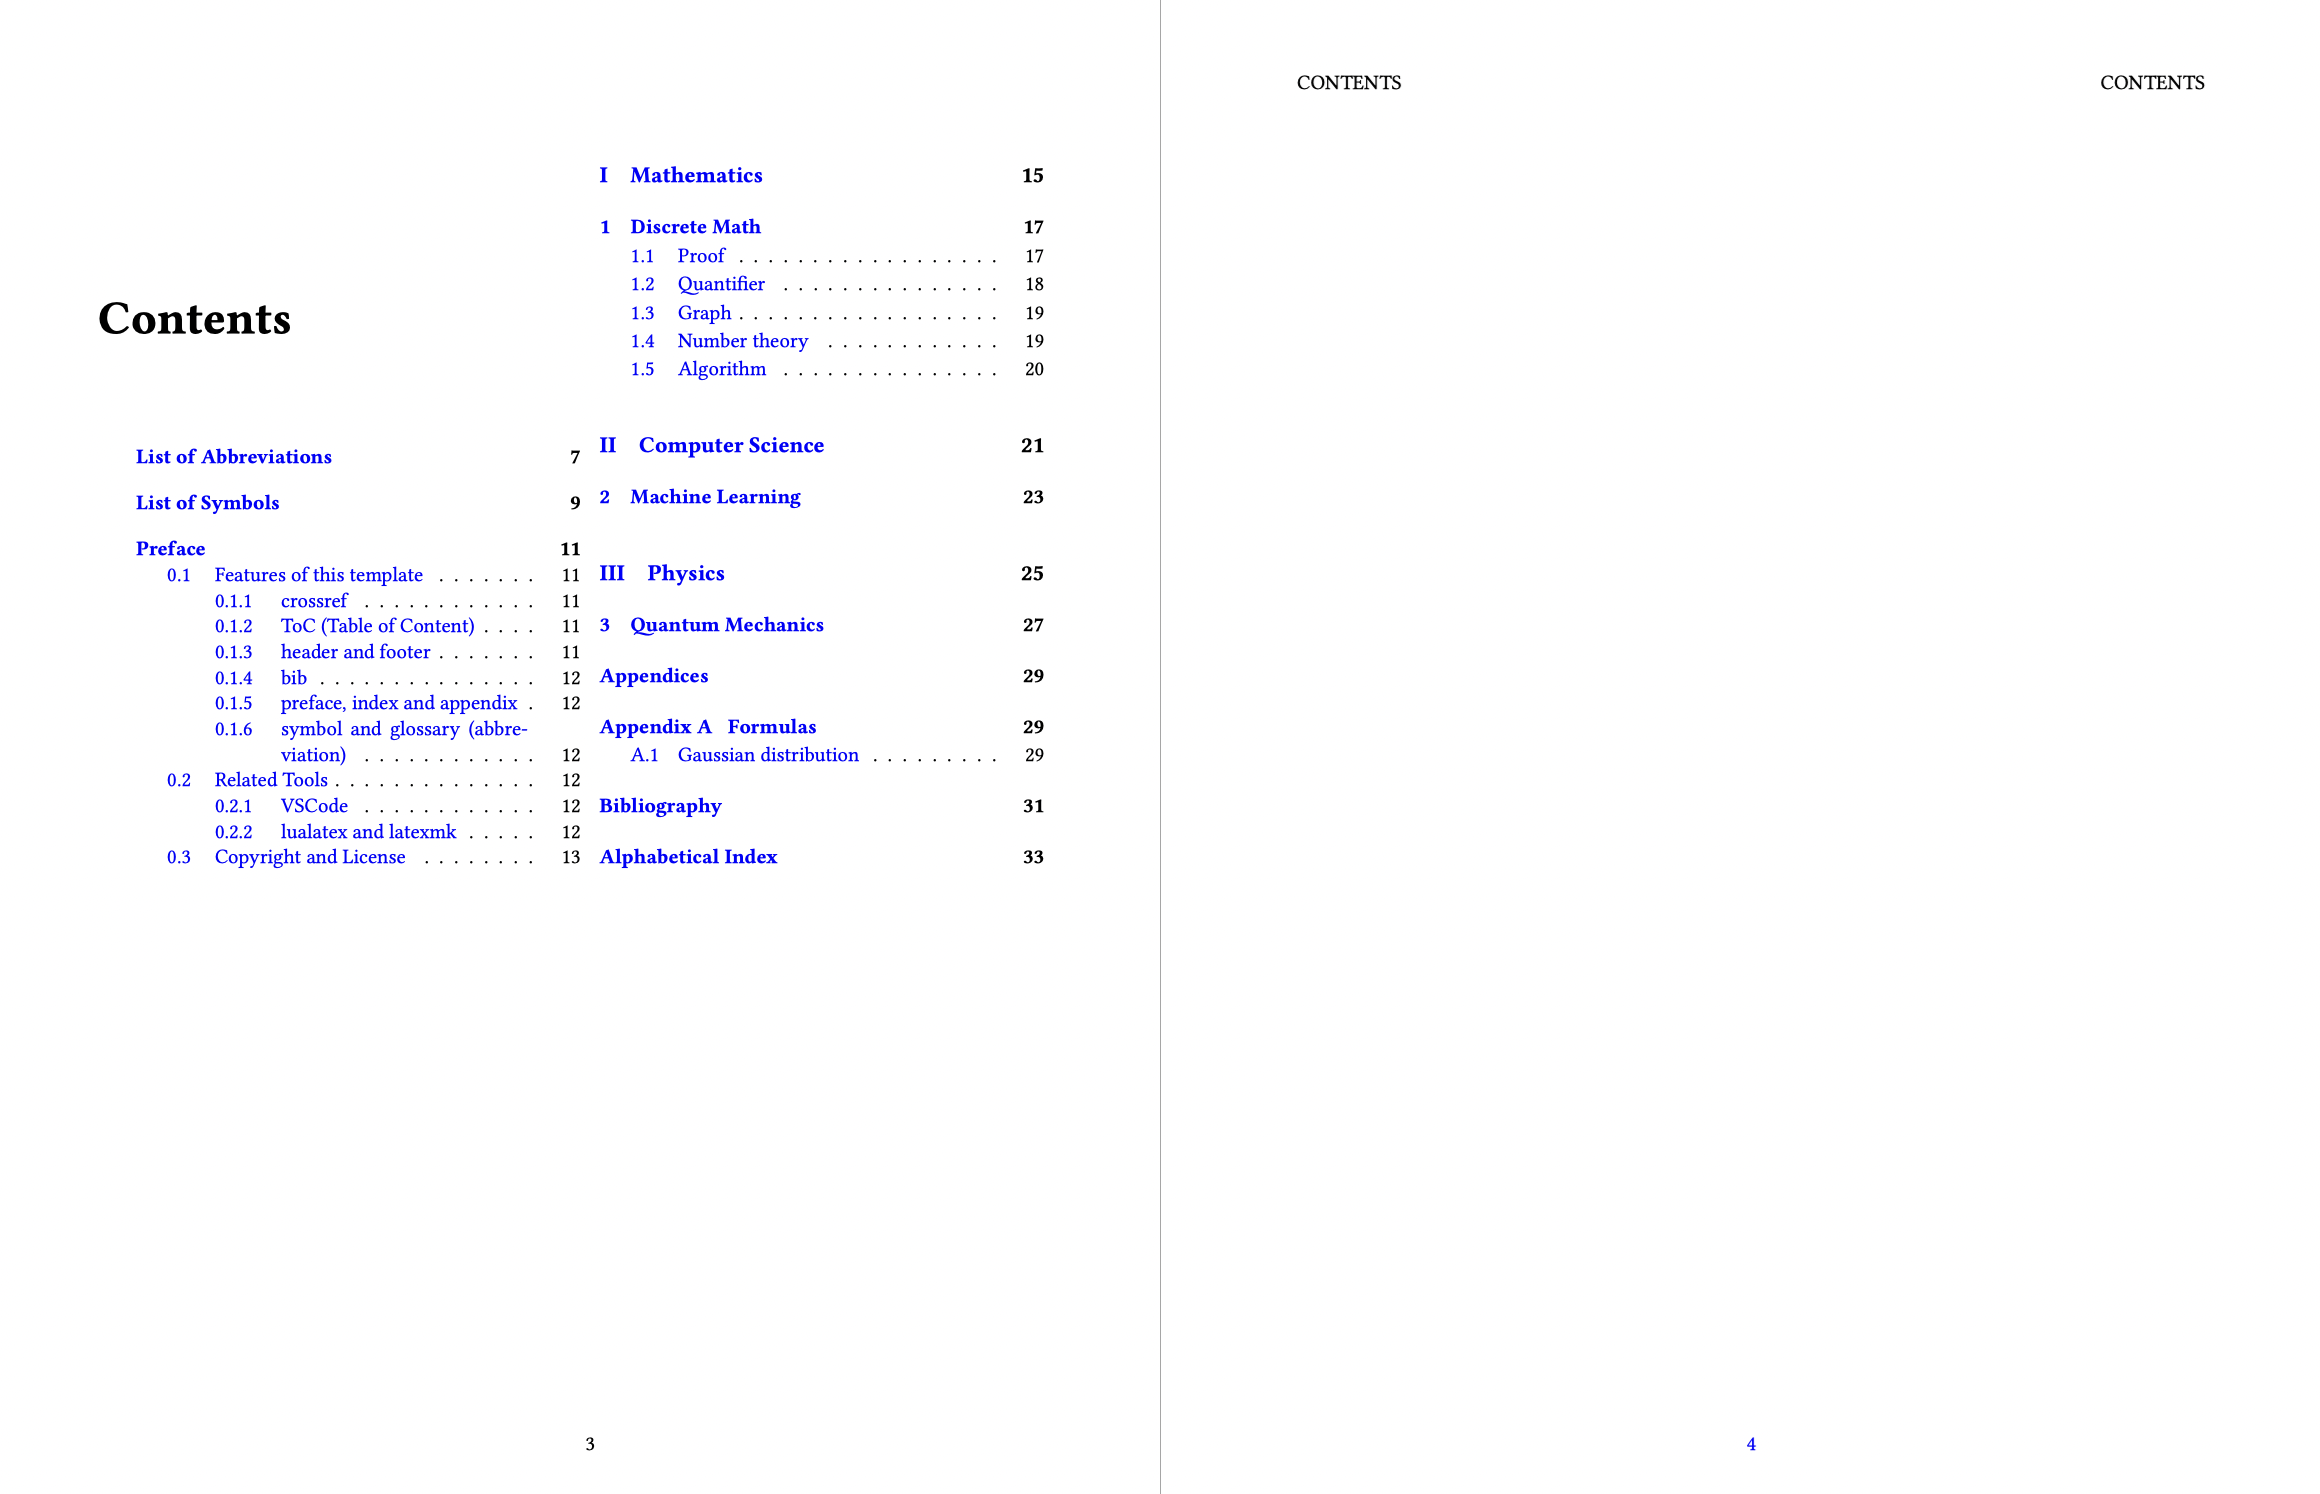 Contents
List of Abbreviations 7
List of Symbols 9
Preface 11
0.1 Features of this template . . . . . . . 11
0.1.1 crossref . . . . . . . . . . . . 11
0.1.2 ToC (Table of Content) . . . . 11
0.1.3 header and footer . . . . . . . 11
0.1.4 bib . . . . . . . . . . . . . . . 12
0.1.5 preface, index and appendix . 12
0.1.6 symbol and glossary (abbre-
viation) . . . . . . . . . . . . 12
0.2 Related Tools . . . . . . . . . . . . . . 12
0.2.1 VSCode . . . . . . . . . . . . 12
0.2.2 lualatex and latexmk . . . . . 12
0.3 Copyright and License . . . . . . . . 13
I Mathematics 15
1 Discrete Math 17
1.1 Proof . . . . . . . . . . . . . . . . . . 17
1.2 Quantifier . . . . . . . . . . . . . . . 18
1.3 Graph . . . . . . . . . . . . . . . . . . 19
1.4 Number theory . . . . . . . . . . . . 19
1.5 Algorithm . . . . . . . . . . . . . . . 20
II Computer Science 21
2 Machine Learning 23
III Physics 25
3 Quantum Mechanics 27
Appendices 29
Appendix A Formulas 29
A.1 Gaussian distribution . . . . . . . . . 29
Bibliography 31
Alphabetical Index 33
3
CONTENTS CONTENTS
4